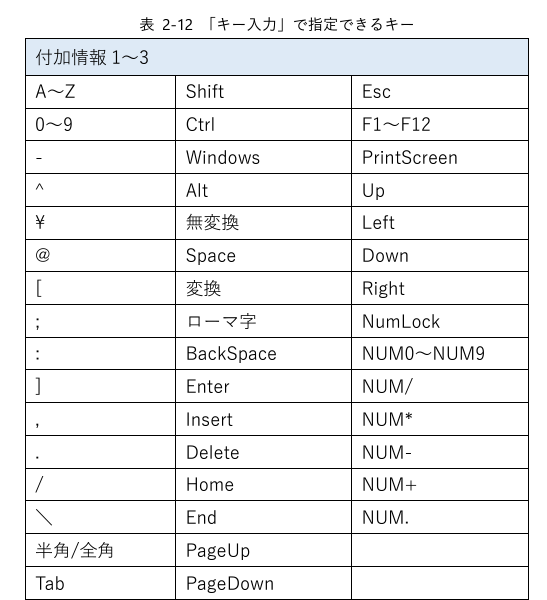 表 2-12 「キー入力」で指定できるキー
付加情報 1～3
A～Z Shift Esc
0～9 Ctrl F1～F12
- Windows PrintScreen
^ Alt Up
¥ 無変換 Left
@ Space Down
[ 変換 Right
; ローマ字 NumLock
: BackSpace NUM0～NUM9
] Enter NUM/
, Insert NUM*
. Delete NUM-
/ Home NUM+
＼ End NUM.
半角/全角 PageUp
Tab PageDown